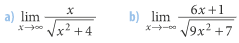 a) lim x→∞ x/√(x² + 4) b) lim x→−∞ (6x + 1)/√(9x² + 7)